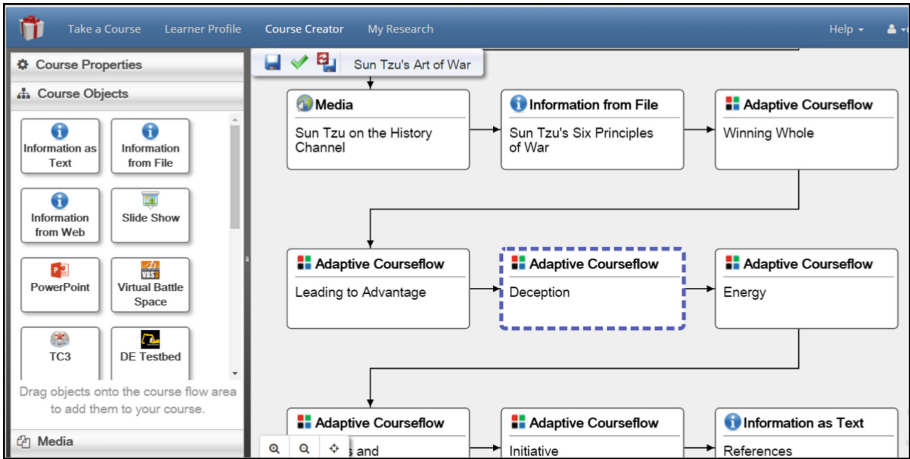 Take a Course Learner Profile Course Creator My Research Help
Course Properties
Sun Tzu's Art of War
Course Objects
Information as
Text
Information
from File
Information
from Web
Slide Show
PowerPoint
Virtual Battle
Space
TC3
DE Testbed
Drag objects onto the course flow area
to add them to your course.
Media
Media
Sun Tzu on the History
Channel
Information from File
Sun Tzu's Six Principles
of War
Adaptive Courseflow
Winning Whole
Adaptive Courseflow
Leading to Advantage
Adaptive Courseflow
Deception
Adaptive Courseflow
Energy
Adaptive Courseflow
and
Adaptive Courseflow
Initiative
Information as Text
References